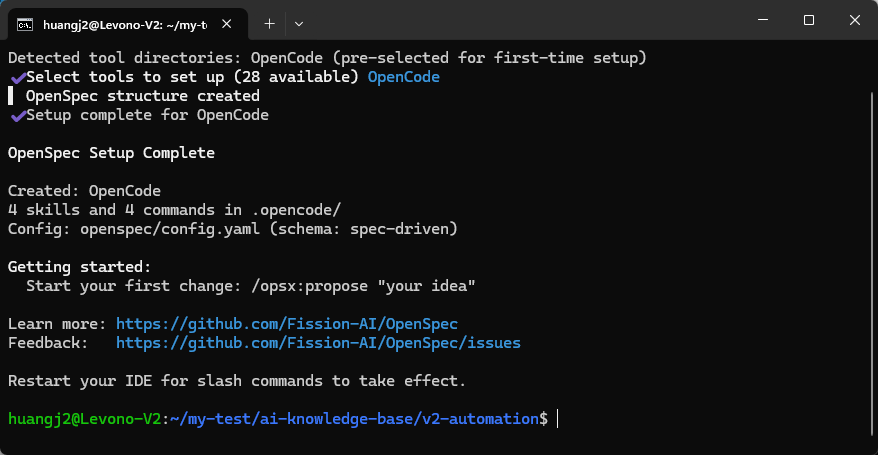 huangj2@Levono-V2: ~/my-t
Detected tool directories: OpenCode (pre-selected for first-time setup)
✔Select tools to set up (28 available) OpenCode
▌ OpenSpec structure created
✔Setup complete for OpenCode
OpenSpec Setup Complete
Created: OpenCode
4 skills and 4 commands in .opencode/
Config: openspec/config.yaml (schema: spec-driven)
Getting started:
Start your first change: /opsx:propose "your idea"
Learn more: https://github.com/Fission-AI/OpenSpec
Feedback: https://github.com/Fission-AI/OpenSpec/issues
Restart your IDE for slash commands to take effect.
huangj2@Levono-V2:~/my-test/ai-knowledge-base/v2-automation$